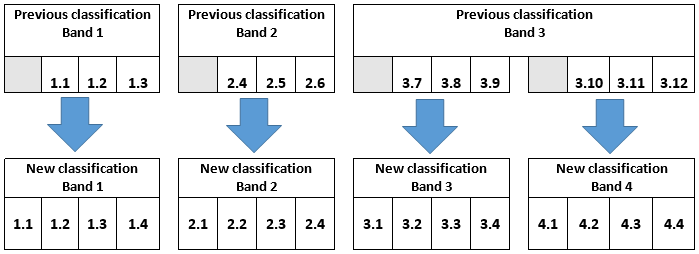 Previous classification
Band 1
Previous classification
Band 2
Previous classification
Band 3
1.1 1.2 1.3
2.4 2.5 2.6
3.7 3.8 3.9
3.10 3.11 3.12
New classification
Band 1
New classification
Band 2
New classification
Band 3
New classification
Band 4
1.1 1.2 1.3 1.4
2.1 2.2 2.3 2.4
3.1 3.2 3.3 3.4
4.1 4.2 4.3 4.4